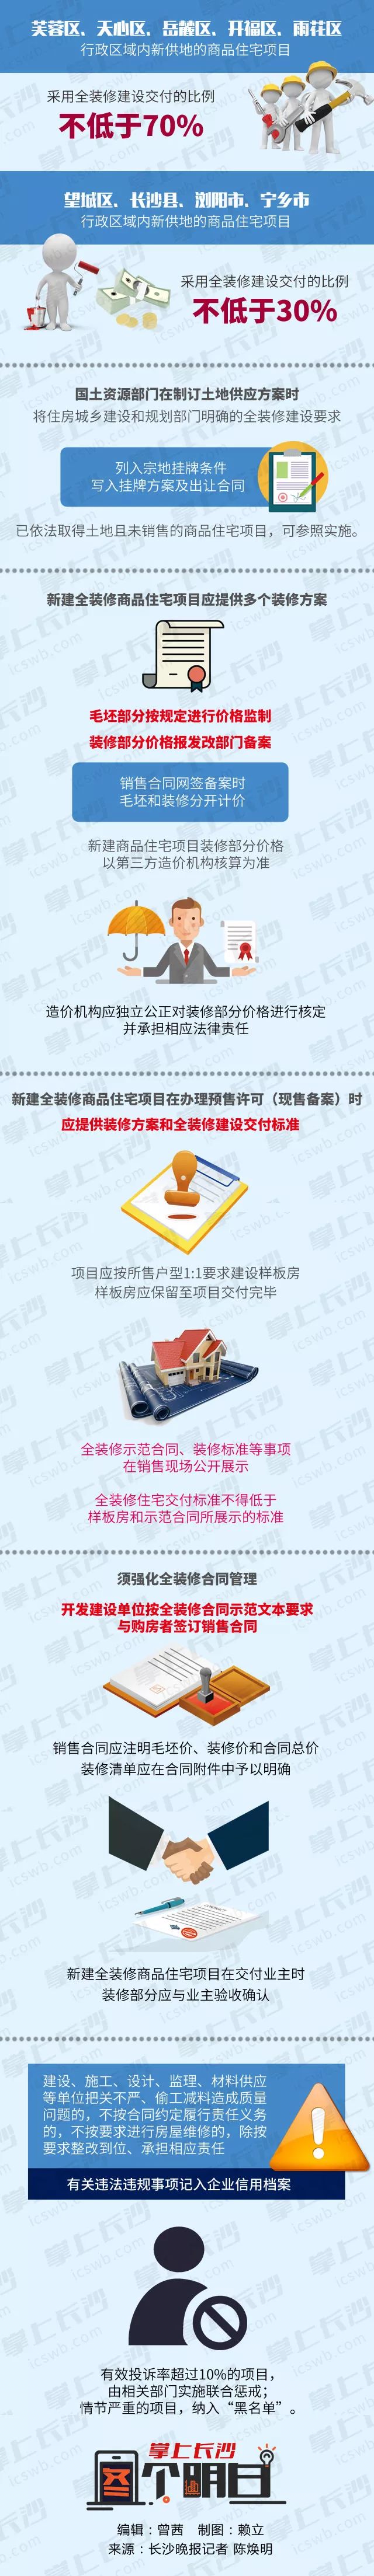 芙蓉区、天心区、岳麓区、开福区、雨花区
行政区域内新供地的商品住宅项目
采用全装修建设交付的比例
不低于70%
望城区、长沙县、浏阳市、宁乡市
行政区域内新供地的商品住宅项目
采用全装修建设交付的比例
不低于30%
国土资源部门在制订土地供应方案时
将住房城乡建设和规划部门明确的全装修建设要求
列入宗地挂牌条件
写入挂牌方案及出让合同
已依法取得土地且未销售的商品住宅项目，可参照实施。
新建全装修商品住宅项目应提供多个装修方案
毛坯部分按规定进行价格监制
装修部分价格报发改部门备案
销售合同网签备案时
毛坯和装修分开计价
新建商品住宅项目装修部分价格
以第三方造价机构核算为准
造价机构应独立公正对装修部分价格进行核定
并承担相应法律责任
新建全装修商品住宅项目在办理预售许可（现售备案）时
应提供装修方案和全装修建设交付标准
项目应按所售户型1:1要求建设样板房
样板房应保留至项目交付完毕
全装修示范合同、装修标准等事项
在销售现场公开展示
全装修住宅交付标准不得低于
样板房和示范合同所展示的标准
须强化全装修合同管理
开发建设单位按全装修合同示范文本要求
与购房者签订销售合同
销售合同应注明毛坯价、装修价和合同总价
装修清单应在合同附件中予以明确
新建全装修商品住宅项目在交付业主时
装修部分应与业主验收确认
建设、施工、设计、监理、材料供应
等单位把关不严、偷工减料造成质量
问题的，不按合同约定履行责任义务
的，不按要求进行房屋维修的，除按
要求整改到位、承担相应责任
有关违法违规事项记入企业信用档案
有效投诉率超过10%的项目，
由相关部门实施联合惩戒；
情节严重的项目，纳入“黑名单”。
掌上长沙
个明白
编辑：曾茜 制图：赖立
来源：长沙晚报记者 陈焕明